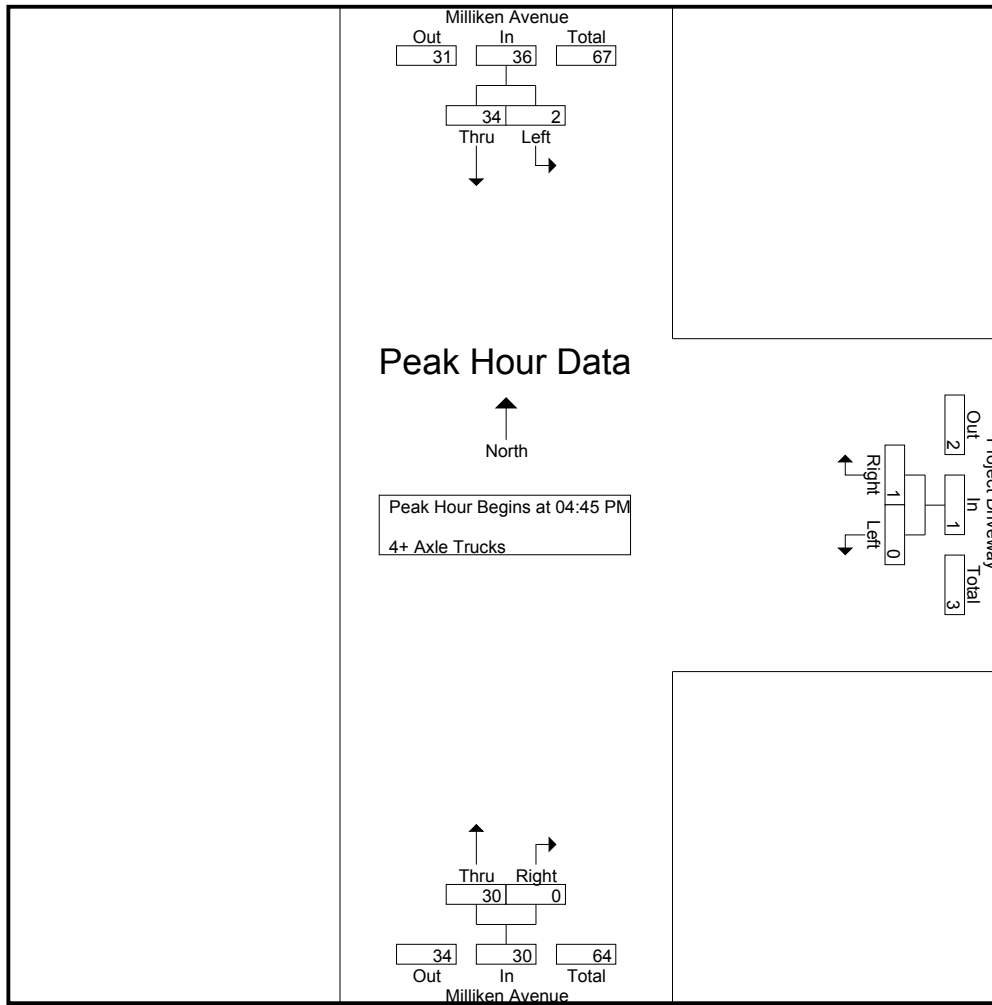 Milliken Avenue
Out In Total
31 36 67
34 2
Thru Left
Peak Hour Data
North
Peak Hour Begins at 04:45 PM
4+ Axle Trucks
Project Driveway
Out In Total
2 1 3
1 0
Right Left
Thru Right
30 0
34 30 64
Out In Total
Milliken Avenue